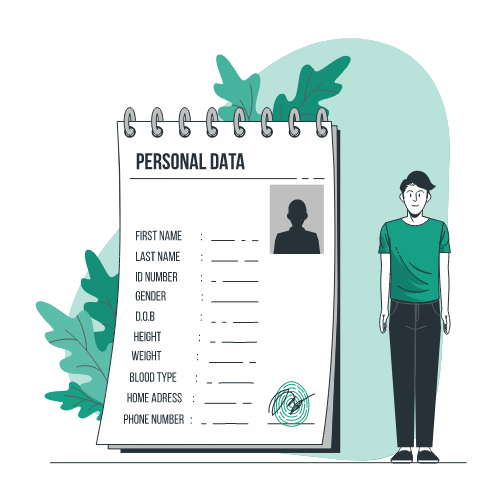 PERSONAL DATA
FIRST NAME :
LAST NAME :
ID NUMBER :
GENDER :
D.O.B :
HEIGHT :
WEIGHT :
BLOOD TYPE :
HOME ADRESS :
PHONE NUMBER :